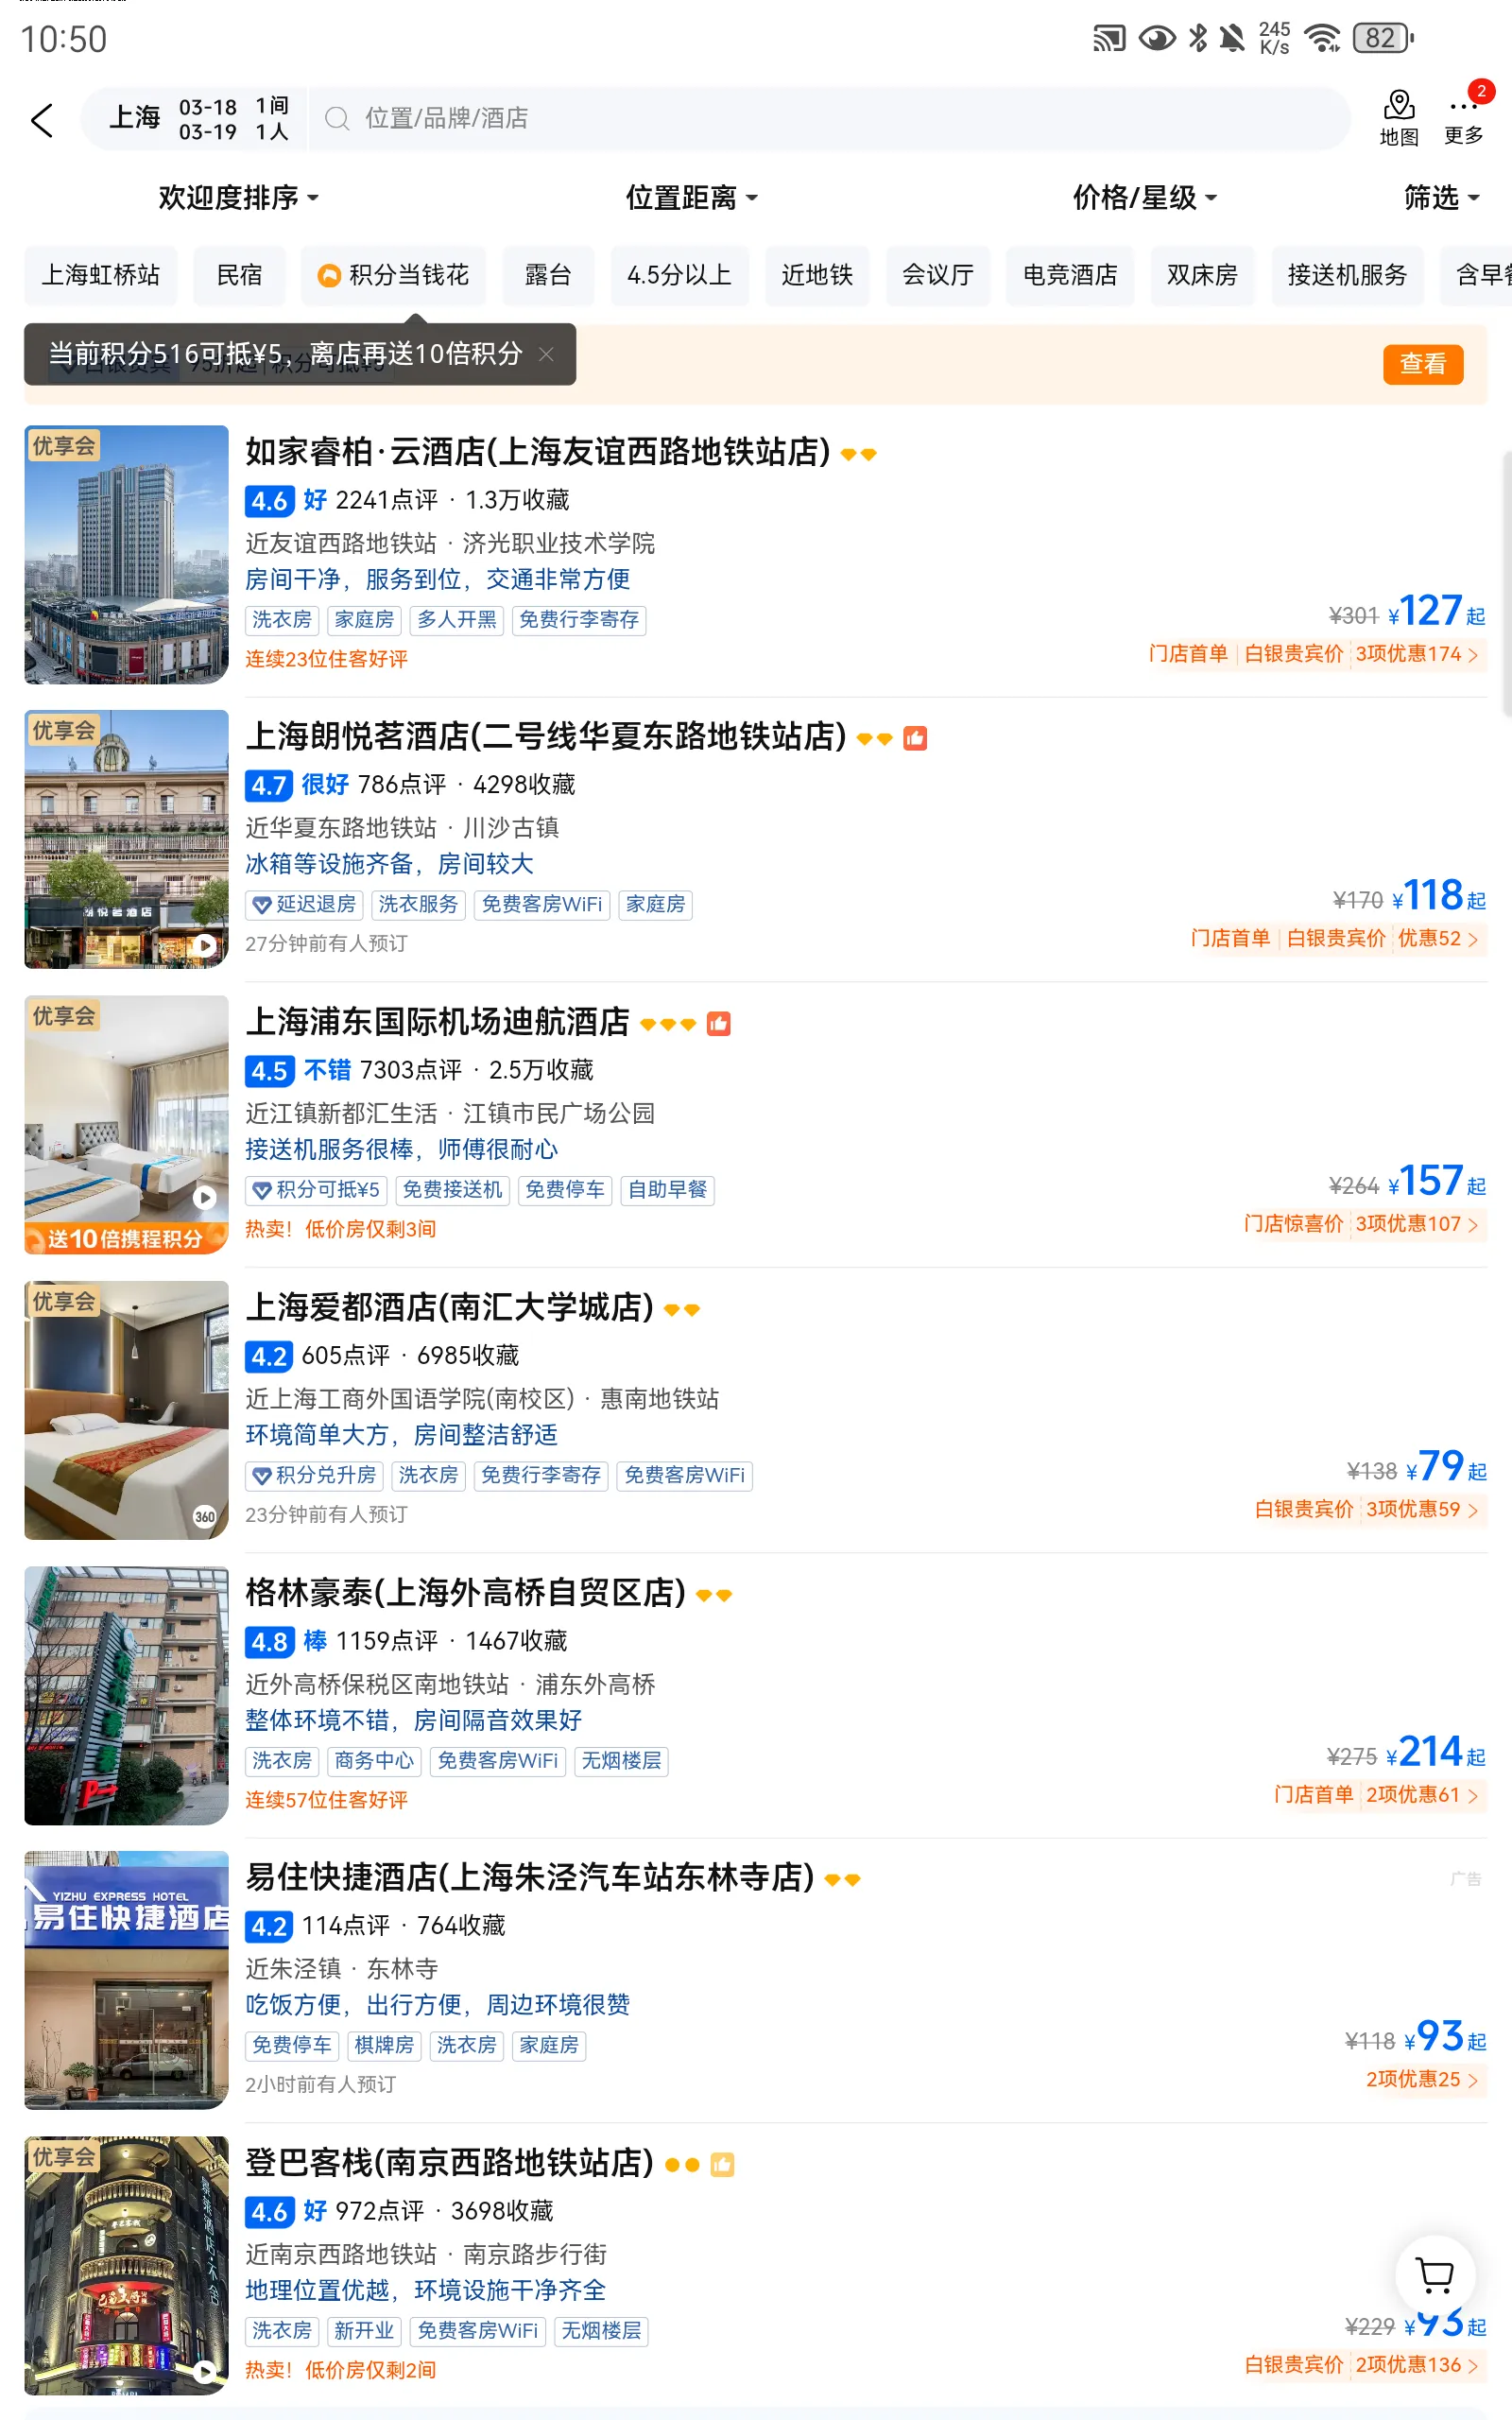 10:50
245 K/s
82
上海 03-18 1间
03-19 1人
位置/品牌/酒店
地图
更多
2
欢迎度排序
位置距离
价格/星级
筛选
上海虹桥站
民宿
积分当钱花
露台
4.5分以上
近地铁
会议厅
电竞酒店
双床房
接送机服务
含早
当前积分516可抵¥5，离店再送10倍积分
查看
优享会
如家睿柏·云酒店(上海友谊西路地铁站店)
4.6 好 2241点评 · 1.3万收藏
近友谊西路地铁站 · 济光职业技术学院
房间干净，服务到位，交通非常方便
洗衣房 家庭房 多人开黑 免费行李寄存
¥301 ¥127起
连续23位住客好评
门店首单 白银贵宾价 3项优惠174
优享会
上海朗悦茗酒店(二号线华夏东路地铁站店)
4.7 很好 786点评 · 4298收藏
近华夏东路地铁站 · 川沙古镇
冰箱等设施齐备，房间较大
延迟退房 洗衣服务 免费客房WiFi 家庭房
¥170 ¥118起
27分钟前有人预订
门店首单 白银贵宾价 优惠52
朗悦茗酒店
优享会
上海浦东国际机场迪航酒店
4.5 不错 7303点评 · 2.5万收藏
近江镇新都汇生活 · 江镇市民广场公园
接送机服务很棒，师傅很耐心
积分可抵¥5 免费接送机 免费停车 自助早餐
¥264 ¥157起
热卖！低价房仅剩3间
门店惊喜价 3项优惠107
送10倍携程积分
优享会
上海爱都酒店(南汇大学城店)
4.2 605点评 · 6985收藏
近上海工商外国语学院(南校区) · 惠南地铁站
环境简单大方，房间整洁舒适
积分兑升房 洗衣房 免费行李寄存 免费客房WiFi
¥138 ¥79起
23分钟前有人预订
白银贵宾价 3项优惠59
360
格林豪泰(上海外高桥自贸区店)
4.8 棒 1159点评 · 1467收藏
近外高桥保税区南地铁站 · 浦东外高桥
整体环境不错，房间隔音效果好
洗衣房 商务中心 免费客房WiFi 无烟楼层
¥275 ¥214起
连续57位住客好评
门店首单 2项优惠61
P
易住快捷酒店(上海朱泾汽车站东林寺店)
广告
YIZHU EXPRESS HOTEL
易住快捷酒店
4.2 114点评 · 764收藏
近朱泾镇 · 东林寺
吃饭方便，出行方便，周边环境很赞
免费停车 棋牌房 洗衣房 家庭房
¥118 ¥93起
2小时前有人预订
2项优惠25
优享会
登巴客栈(南京西路地铁站店)
4.6 好 972点评 · 3698收藏
近南京西路地铁站 · 南京路步行街
地理位置优越，环境设施干净齐全
洗衣房 新开业 免费客房WiFi 无烟楼层
¥229 ¥93起
热卖！低价房仅剩2间
白银贵宾价 2项优惠136